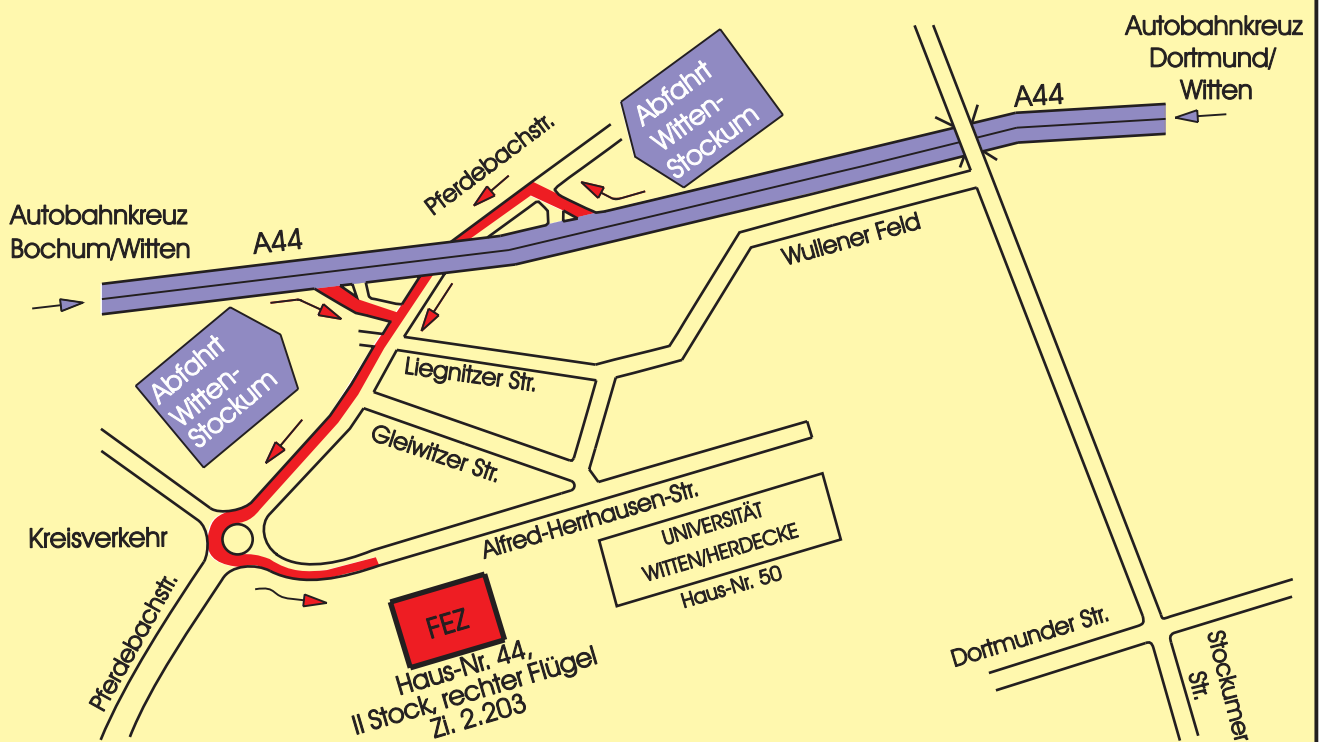 Autobahnkreuz
Dortmund/
Witten
A44
Abfahrt
Witten-
Stockum
Pferdebachstr.
Autobahnkreuz
Bochum/Witten
A44
Wullener Feld
Abfahrt
Witten-
Stockum
Liegnitzer Str.
Gleiwitzer Str.
Alfred-Herrhausen-Str.
UNIVERSITÄT
WITTEN/HERDECKE
Haus-Nr. 50
Kreisverkehr
Pferdebachstr.
FEZ
Haus-Nr. 44,
II Stock, rechter Flügel
Zi. 2.203
Dortmunder Str.
Stockumer
Str.